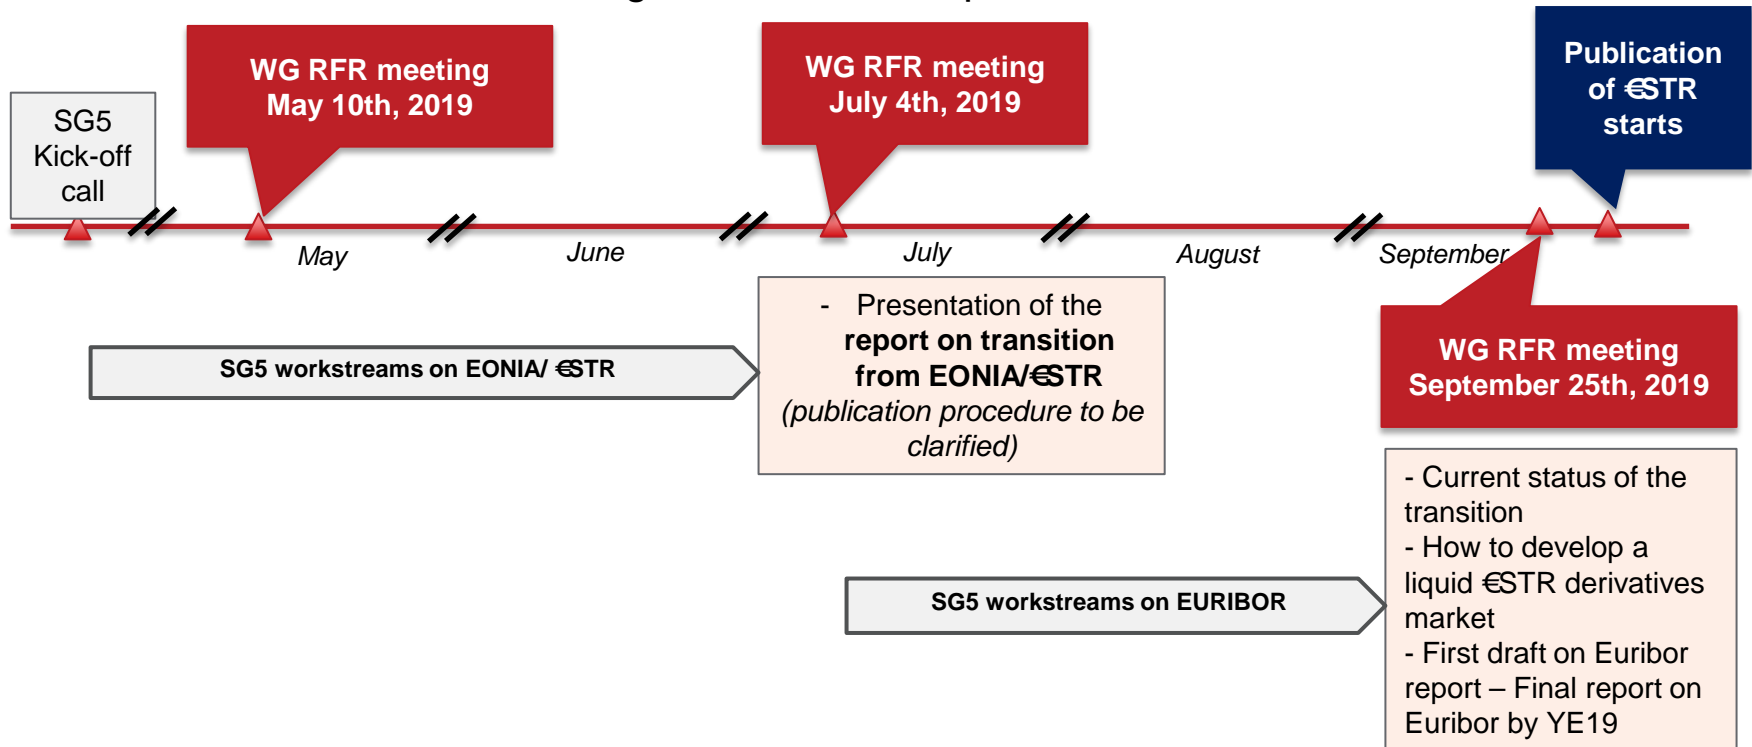 WG RFR meeting
May 10th, 2019
WG RFR meeting
July 4th, 2019
Publication
of €STR
starts
SG5
Kick-off
call
May
June
July
August
September
- Presentation of the
report on transition
from EONIA/€STR
(publication procedure to be
clarified)
SG5 workstreams on EONIA/ €STR
WG RFR meeting
September 25th, 2019
- Current status of the
transition
- How to develop a
liquid €STR derivatives
market
- First draft on Euribor
report – Final report on
Euribor by YE19
SG5 workstreams on EURIBOR